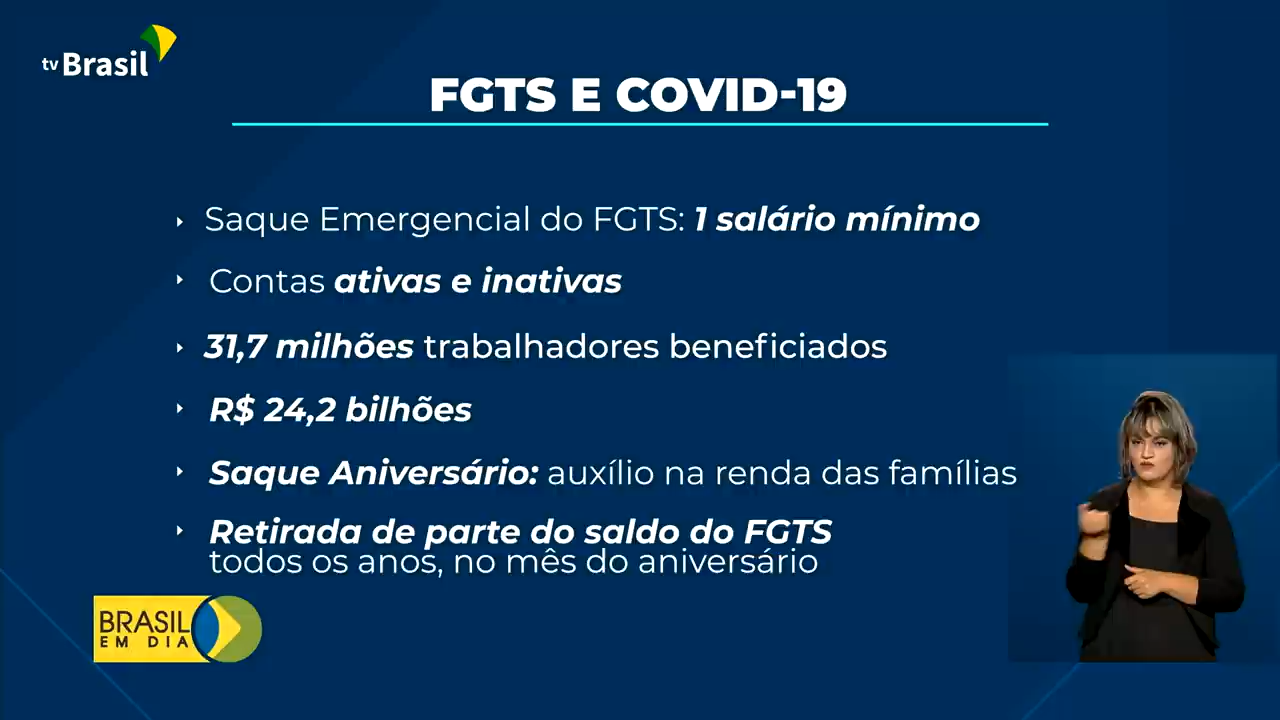 tv Brasil
FGTS E COVID-19
Saque Emergencial do FGTS: 1 salário mínimo
Contas ativas e inativas
31,7 milhões trabalhadores beneficiados
R$ 24,2 bilhões
Saque Aniversário: auxílio na renda das famílias
Retirada de parte do saldo do FGTS
todos os anos, no mês do aniversário
BRASIL
EM DIA